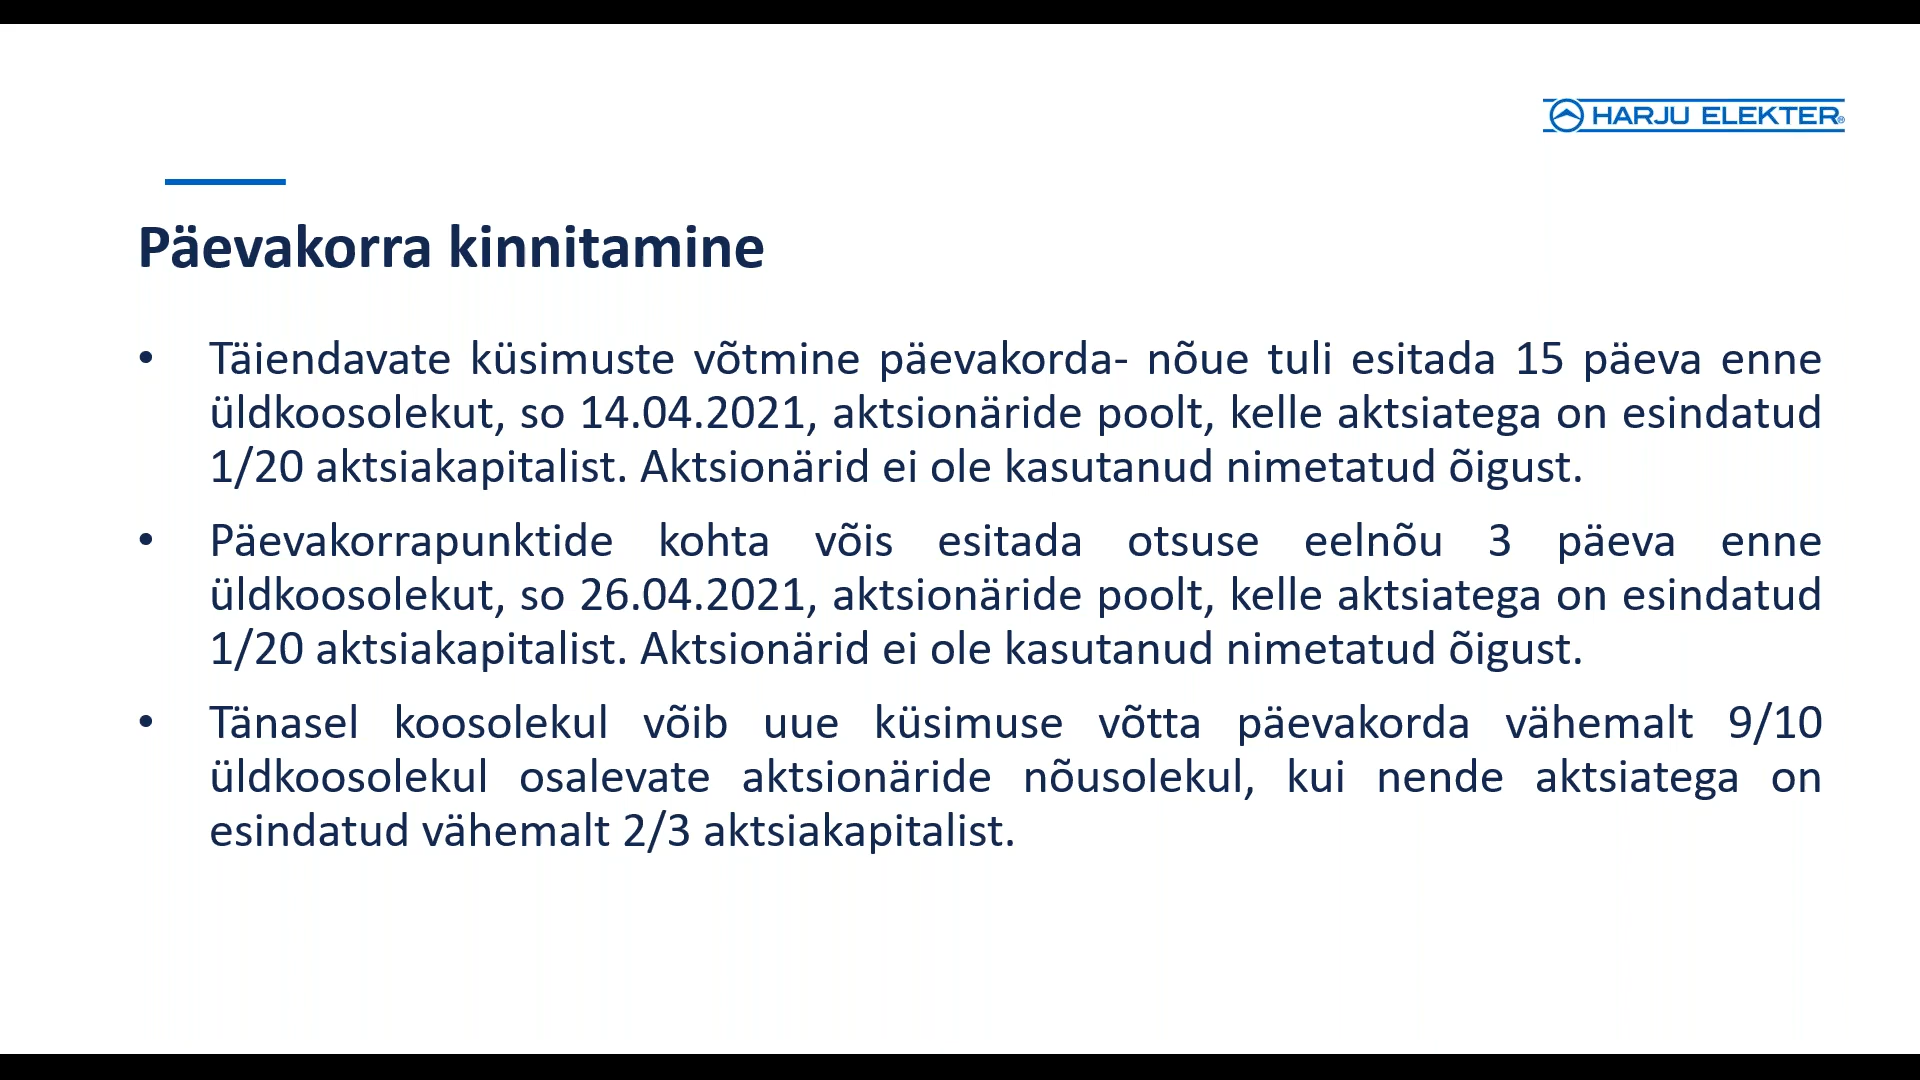 HARJU ELEKTER®
Päevakorra kinnitamine
• Täiendavate küsimuste võtmine päevakorda- nõue tuli esitada 15 päeva enne
üldkoosolekut, so 14.04.2021, aktsionäride poolt, kelle aktsiatega on esindatud
1/20 aktsiakapitalist. Aktsionärid ei ole kasutanud nimetatud õigust.
• Päevakorrapunktide kohta võis esitada otsuse eelnõu 3 päeva enne
üldkoosolekut, so 26.04.2021, aktsionäride poolt, kelle aktsiatega on esindatud
1/20 aktsiakapitalist. Aktsionärid ei ole kasutanud nimetatud õigust.
• Tänasel koosolekul võib uue küsimuse võtta päevakorda vähemalt 9/10
üldkoosolekul osalevate aktsionäride nõusolekul, kui nende aktsiatega on
esindatud vähemalt 2/3 aktsiakapitalist.